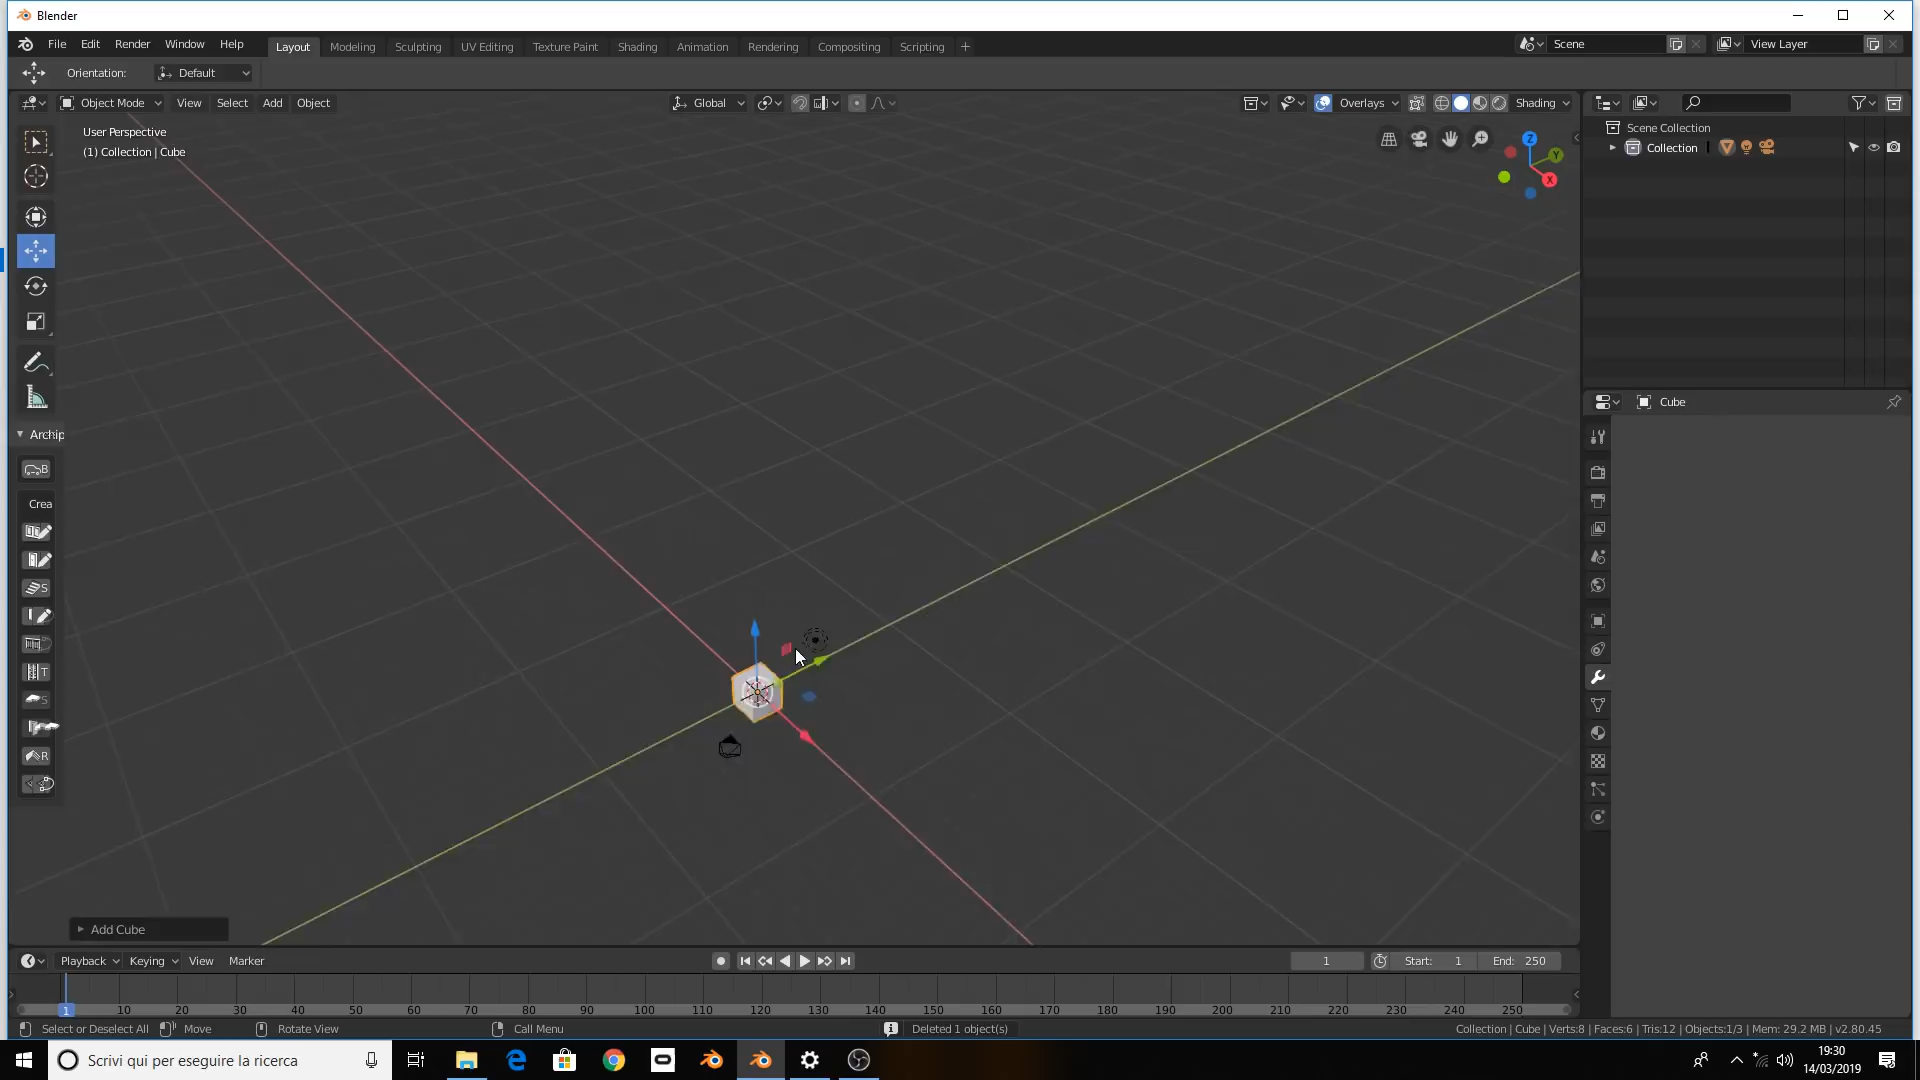 Blender
File Edit Render Window Help Layout Modeling Sculpting UV Editing Texture Paint Shading Animation Rendering Compositing Scripting + Scene View Layer
Orientation: Default
Object Mode View Select Add Object Global Overlays Shading
User Perspective
(1) Collection | Cube
Z
Y
X
Scene Collection
Collection
Cube
Archip
B
Crea
S
T
S
R
Add Cube
Playback Keying View Marker 1 Start: 1 End: 250
1 10 20 30 40 50 60 70 80 90 100 110 120 130 140 150 160 170 180 190 200 210 220 230 240 250
Select or Deselect All Move Rotate View Call Menu Deleted 1 object(s) Collection | Cube | Verts:8 | Faces:6 | Tris:12 | Objects:1/3 | Mem: 29.2 MB | v2.80.45
Scrivi qui per eseguire la ricerca
19:30
14/03/2019